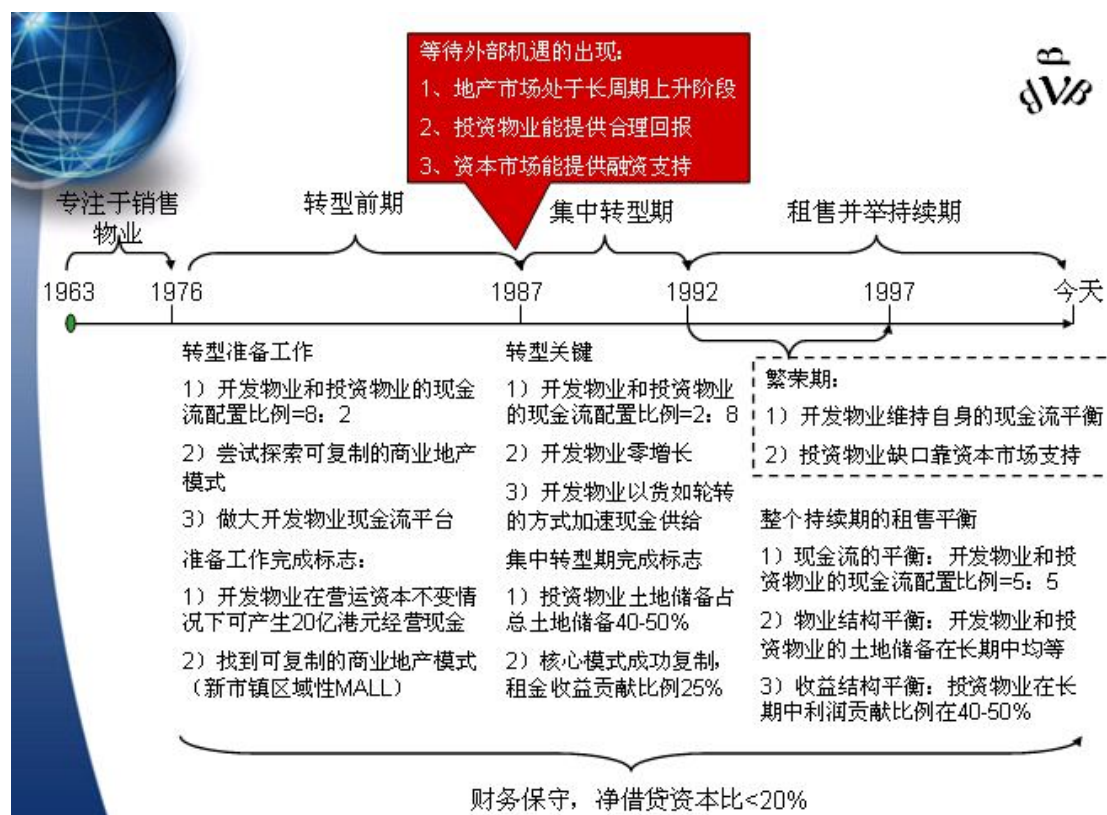 等待外部机遇的出现：
1、地产市场处于长周期上升阶段
2、投资物业能提供合理回报
3、资本市场能提供融资支持
专注于销售
物业
转型前期
集中转型期
租售并举持续期
1963
1976
1987
1992
1997
今天
转型准备工作
1）开发物业和投资物业的现金
流配置比例=8：2
2）尝试探索可复制的商业地产
模式
3）做大开发物业现金流平台
准备工作完成标志：
1）开发物业在营运资本不变情
况下可产生20亿港元经营现金
2）找到可复制的商业地产模式
（新市镇区域性MALL）
转型关键
1）开发物业和投资物业
的现金流配置比例=2：8
2）开发物业零增长
3）开发物业以货如轮转
的方式加速现金供给
集中转型期完成标志
1）投资物业土地储备占
总土地储备40-50%
2）核心模式成功复制，
租金收益贡献比例25%
繁荣期：
1）开发物业维持自身的现金流平衡
2）投资物业缺口靠资本市场支持
整个持续期的租售平衡
1）现金流的平衡：开发物业和投
资物业的现金流配置比例=5：5
2）物业结构平衡：开发物业和投
资物业的土地储备在长期中均等
3）收益结构平衡：投资物业在长
期中利润贡献比例在40-50%
财务保守，净借贷资本比<20%